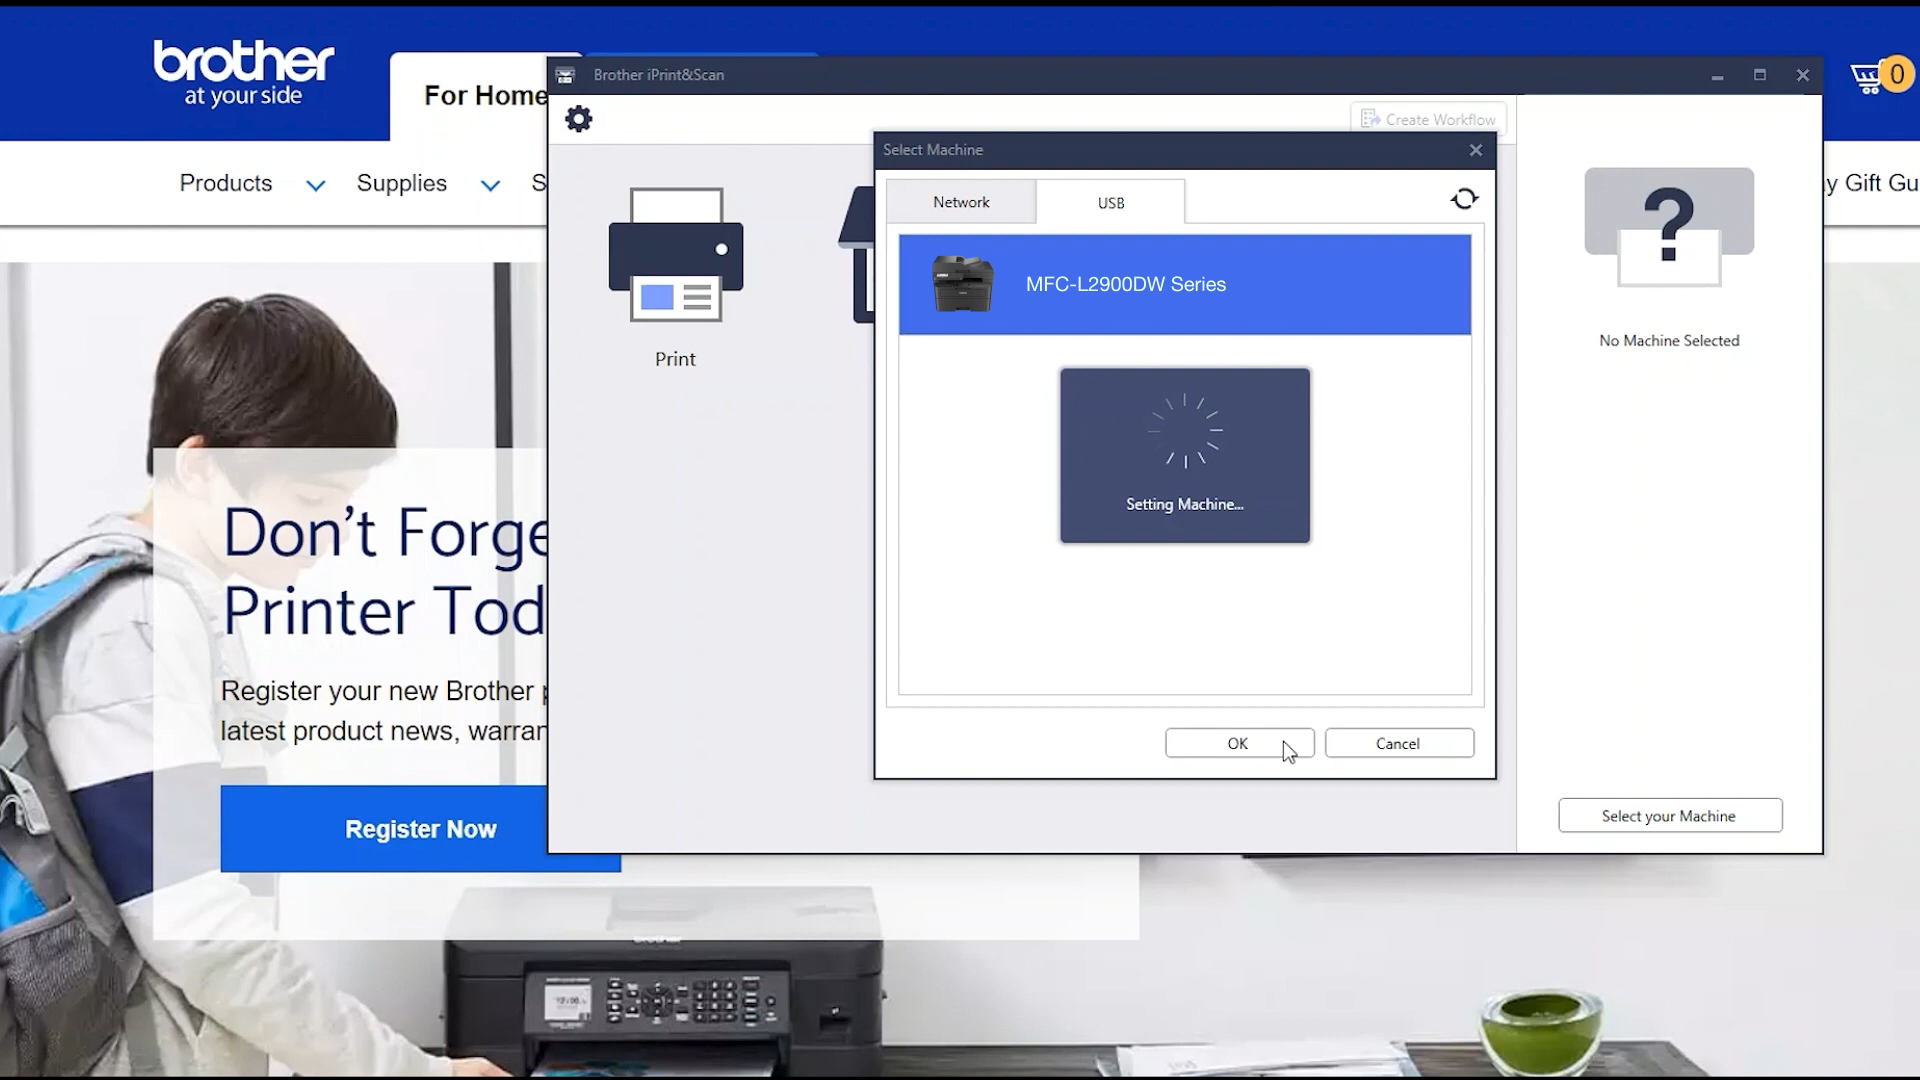 brother
at your side
For Home
0
Products
Supplies
S
y Gift Gu
Brother iPrint&Scan
Create Workflow
Print
Select Machine
Network
USB
MFC-L2900DW Series
Setting Machine...
OK
Cancel
No Machine Selected
Select your Machine
Don't Forge
Printer Tod
Register your new Brother p
latest product news, warran
Register Now
brother